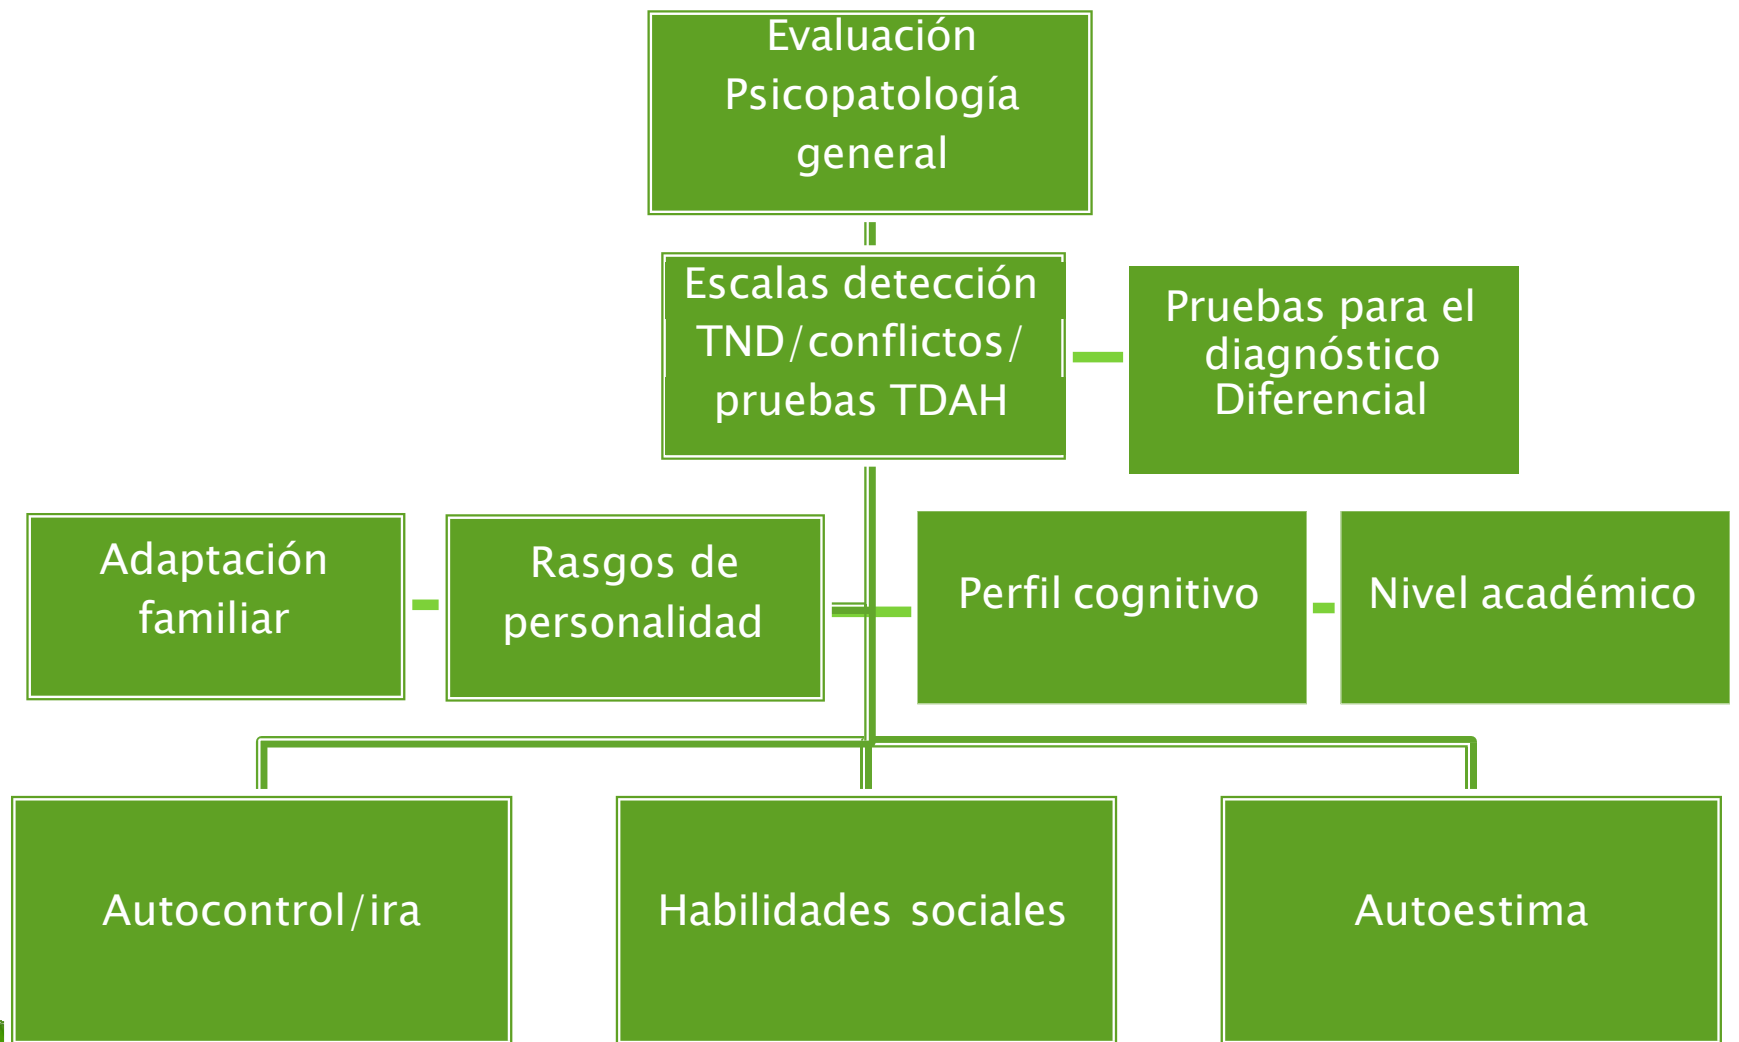 Evaluación
Psicopatología
general
Escalas detección
TND/conflictos/
pruebas TDAH
Pruebas para el
diagnóstico
Diferencial
Adaptación
familiar
Rasgos de
personalidad
Perfil cognitivo
Nivel académico
Autocontrol/ira
Habilidades sociales
Autoestima